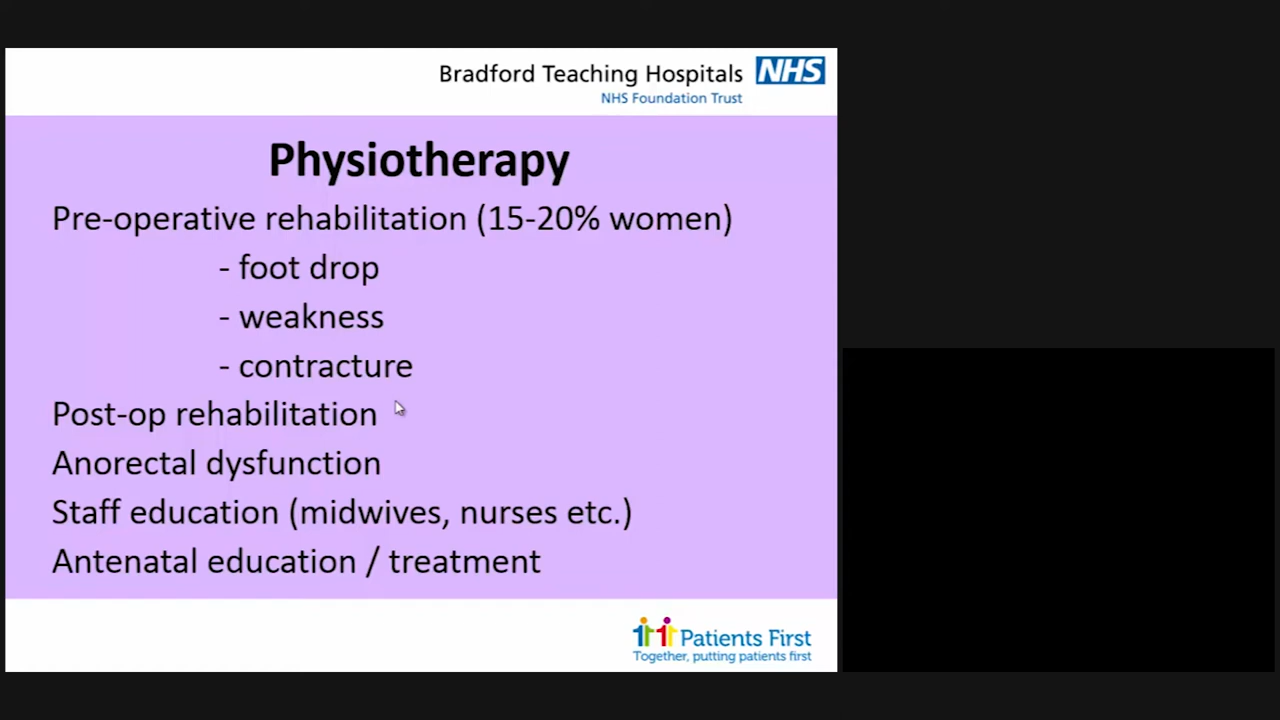 Bradford Teaching Hospitals NHS
NHS Foundation Trust
Physiotherapy
Pre-operative rehabilitation (15-20% women)
- foot drop
- weakness
- contracture
Post-op rehabilitation
Anorectal dysfunction
Staff education (midwives, nurses etc.)
Antenatal education / treatment
Patients First
Together, putting patients first